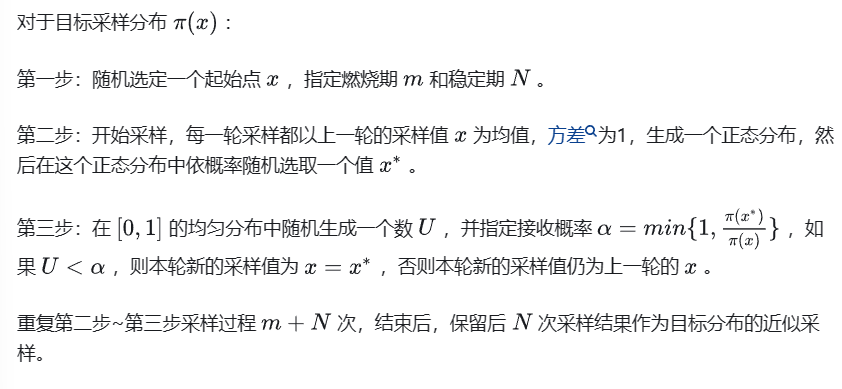 对于目标采样分布 π(x)：
第一步：随机选定一个起始点 x ，指定燃烧期 m 和稳定期 N 。
第二步：开始采样，每一轮采样都以上一轮的采样值 x 为均值，方差为1，生成一个正态分布，然
后在这个正态分布中依概率随机选取一个值 x* 。
第三步：在 [0,1] 的均匀分布中随机生成一个数 U ，并指定接收概率 α = min{1, π(x*)/π(x)} ，如
果 U < α ，则本轮新的采样值为 x = x* ，否则本轮新的采样值仍为上一轮的 x 。
重复第二步~第三步采样过程 m + N 次，结束后，保留后 N 次采样结果作为目标分布的近似采
样。